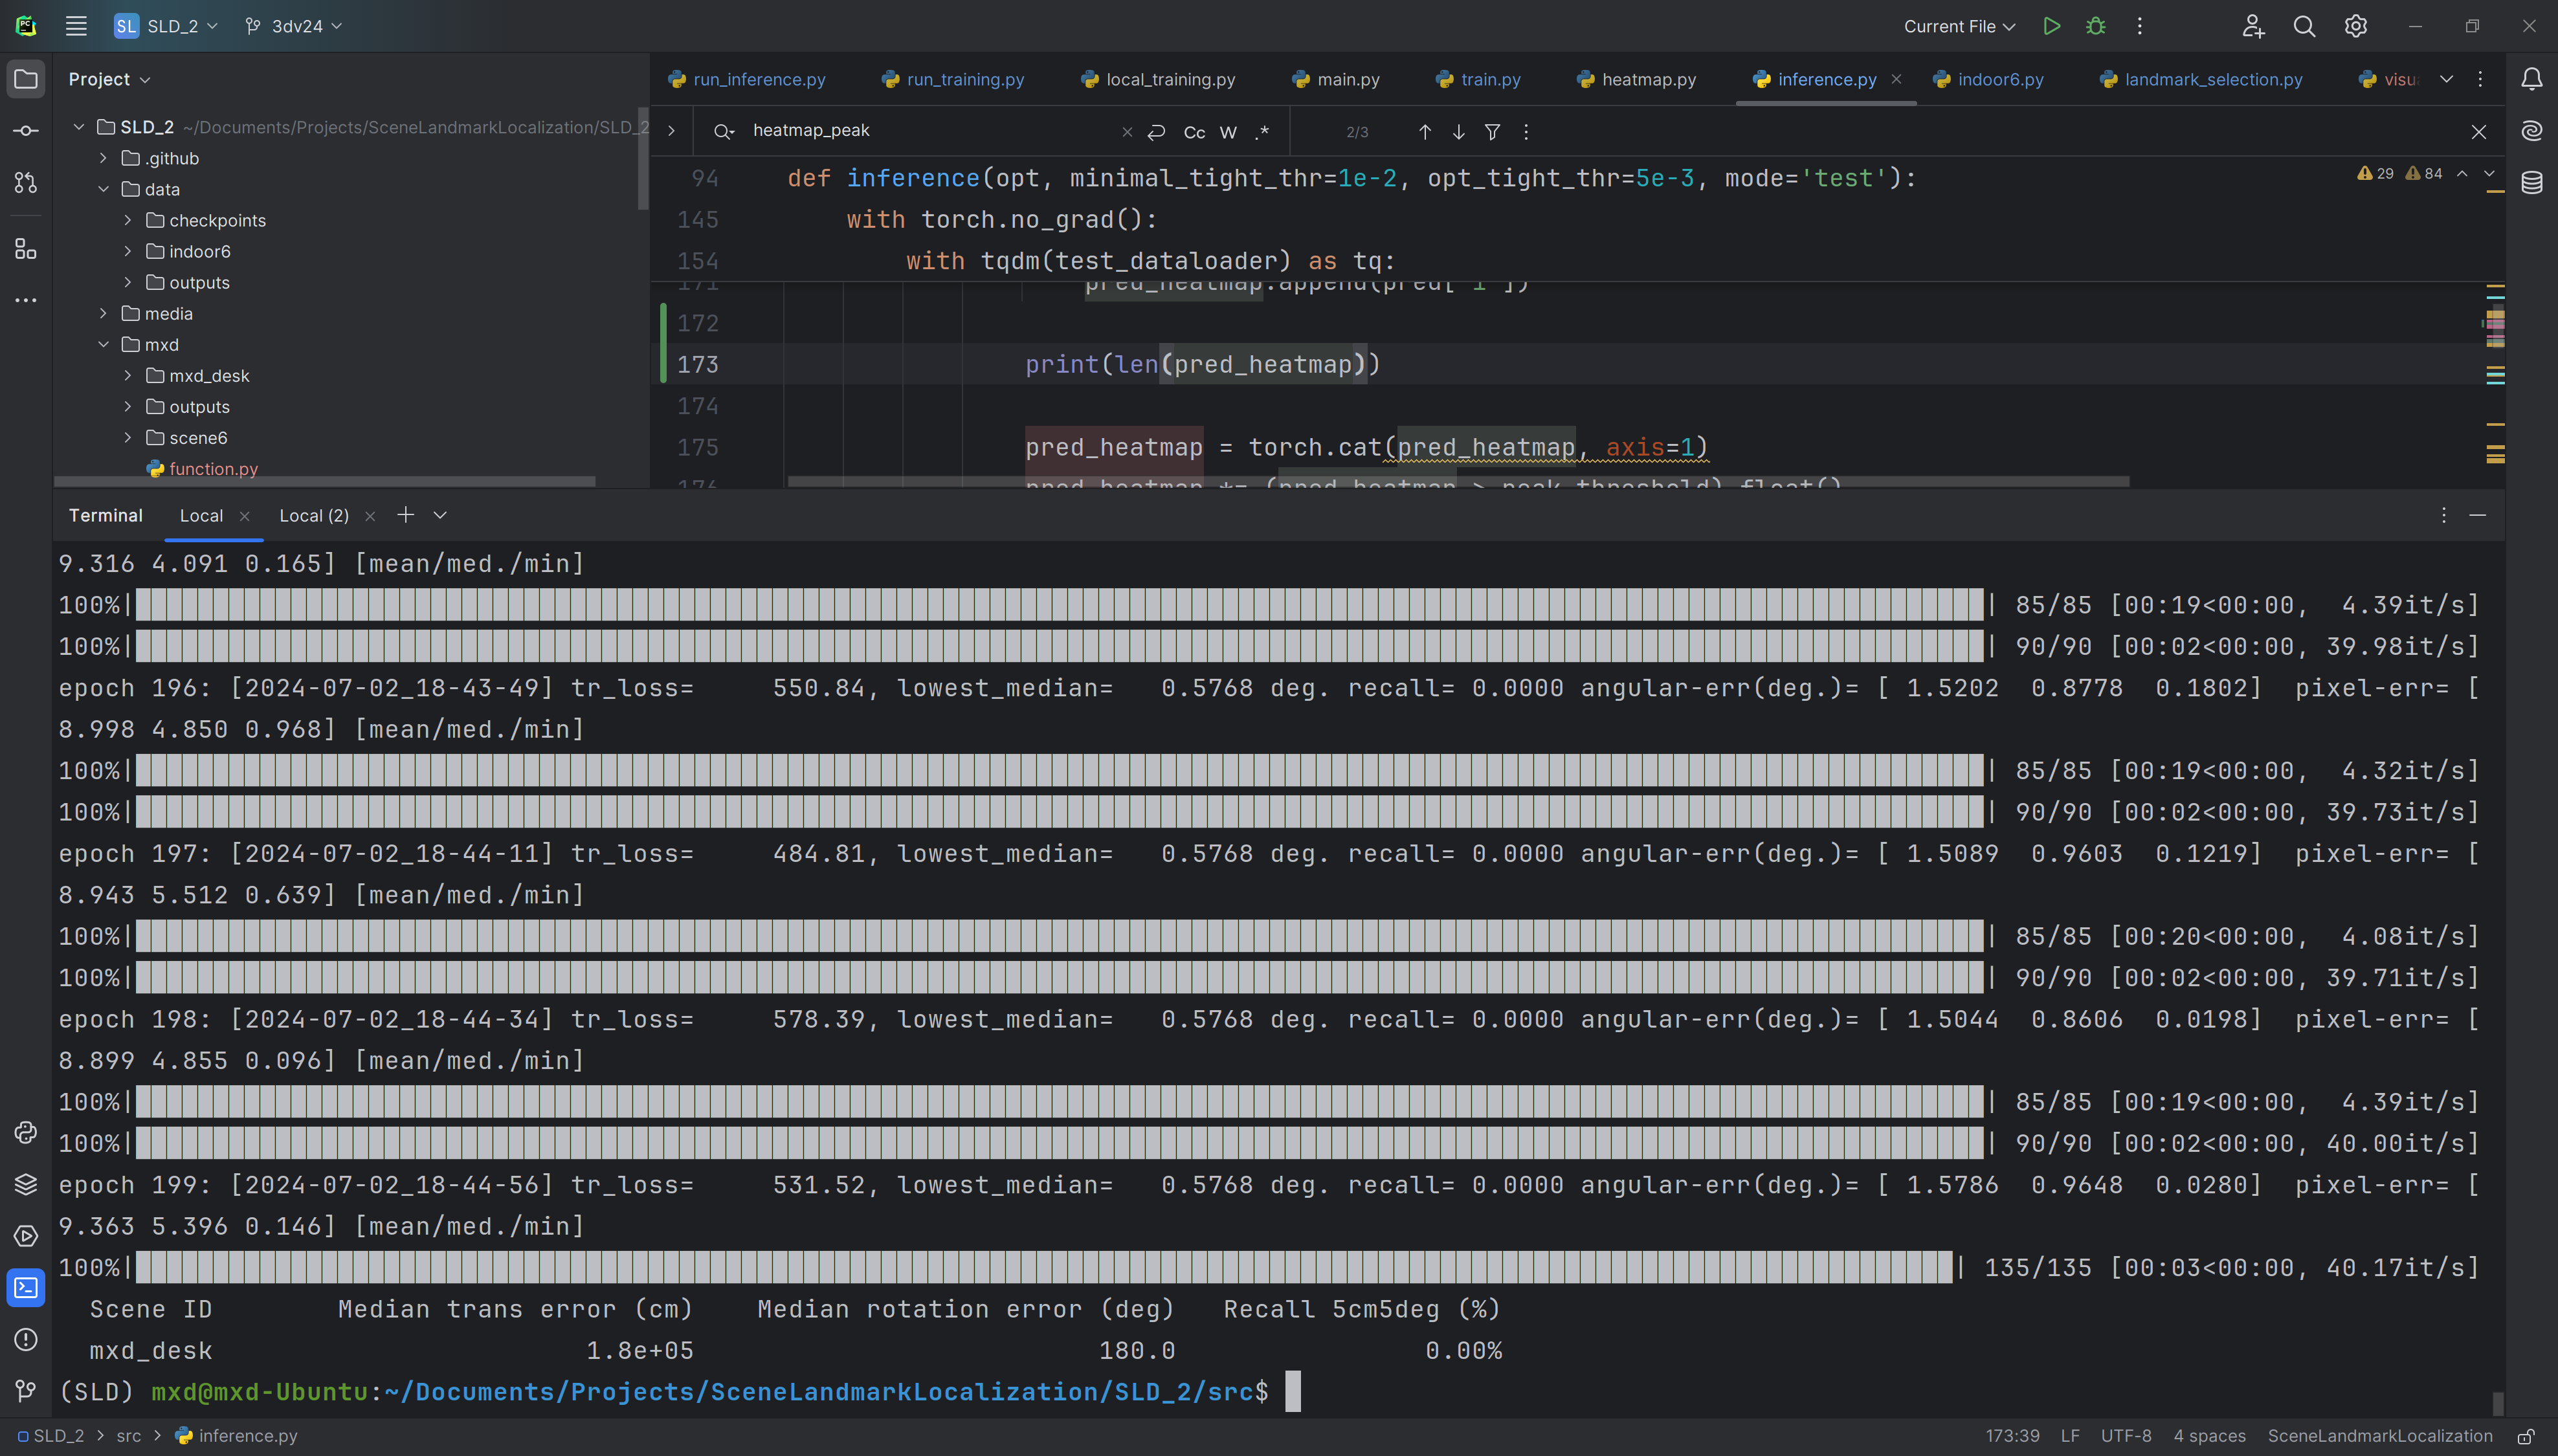 PC SL SLD_2 3dv24 Current File
Project
run_inference.py run_training.py local_training.py main.py train.py heatmap.py inference.py indoor6.py landmark_selection.py visu
SLD_2 ~/Documents/Projects/SceneLandmarkLocalization/SLD_2
.github
data
checkpoints
indoor6
outputs
media
mxd
mxd_desk
outputs
scene6
function.py
heatmap_peak Cc W .* 2/3
29 84
94 def inference(opt, minimal_tight_thr=1e-2, opt_tight_thr=5e-3, mode='test'):
145 with torch.no_grad():
154 with tqdm(test_dataloader) as tq:
171 pred_heatmap.append(pred['1'])
172
173 print(len(pred_heatmap))
174
175 pred_heatmap = torch.cat(pred_heatmap, axis=1)
176 pred_heatmap *= (pred_heatmap > peak_threshold).float()
Terminal Local Local (2)
9.316 4.091 0.165] [mean/med./min]
100%| | 85/85 [00:19<00:00, 4.39it/s]
100%| | 90/90 [00:02<00:00, 39.98it/s]
epoch 196: [2024-07-02_18-43-49] tr_loss= 550.84, lowest_median= 0.5768 deg. recall= 0.0000 angular-err(deg.)= [ 1.5202 0.8778 0.1802] pixel-err= [
8.998 4.850 0.968] [mean/med./min]
100%| | 85/85 [00:19<00:00, 4.32it/s]
100%| | 90/90 [00:02<00:00, 39.73it/s]
epoch 197: [2024-07-02_18-44-11] tr_loss= 484.81, lowest_median= 0.5768 deg. recall= 0.0000 angular-err(deg.)= [ 1.5089 0.9603 0.1219] pixel-err= [
8.943 5.512 0.639] [mean/med./min]
100%| | 85/85 [00:20<00:00, 4.08it/s]
100%| | 90/90 [00:02<00:00, 39.71it/s]
epoch 198: [2024-07-02_18-44-34] tr_loss= 578.39, lowest_median= 0.5768 deg. recall= 0.0000 angular-err(deg.)= [ 1.5044 0.8606 0.0198] pixel-err= [
8.899 4.855 0.096] [mean/med./min]
100%| | 85/85 [00:19<00:00, 4.39it/s]
100%| | 90/90 [00:02<00:00, 40.00it/s]
epoch 199: [2024-07-02_18-44-56] tr_loss= 531.52, lowest_median= 0.5768 deg. recall= 0.0000 angular-err(deg.)= [ 1.5786 0.9648 0.0280] pixel-err= [
9.363 5.396 0.146] [mean/med./min]
100%| | 135/135 [00:03<00:00, 40.17it/s]
Scene ID Median trans error (cm) Median rotation error (deg) Recall 5cm5deg (%)
mxd_desk 1.8e+05 180.0 0.00%
(SLD) mxd@mxd-Ubuntu:~/Documents/Projects/SceneLandmarkLocalization/SLD_2/src$
SLD_2 > src > inference.py 173:39 LF UTF-8 4 spaces SceneLandmarkLocalization